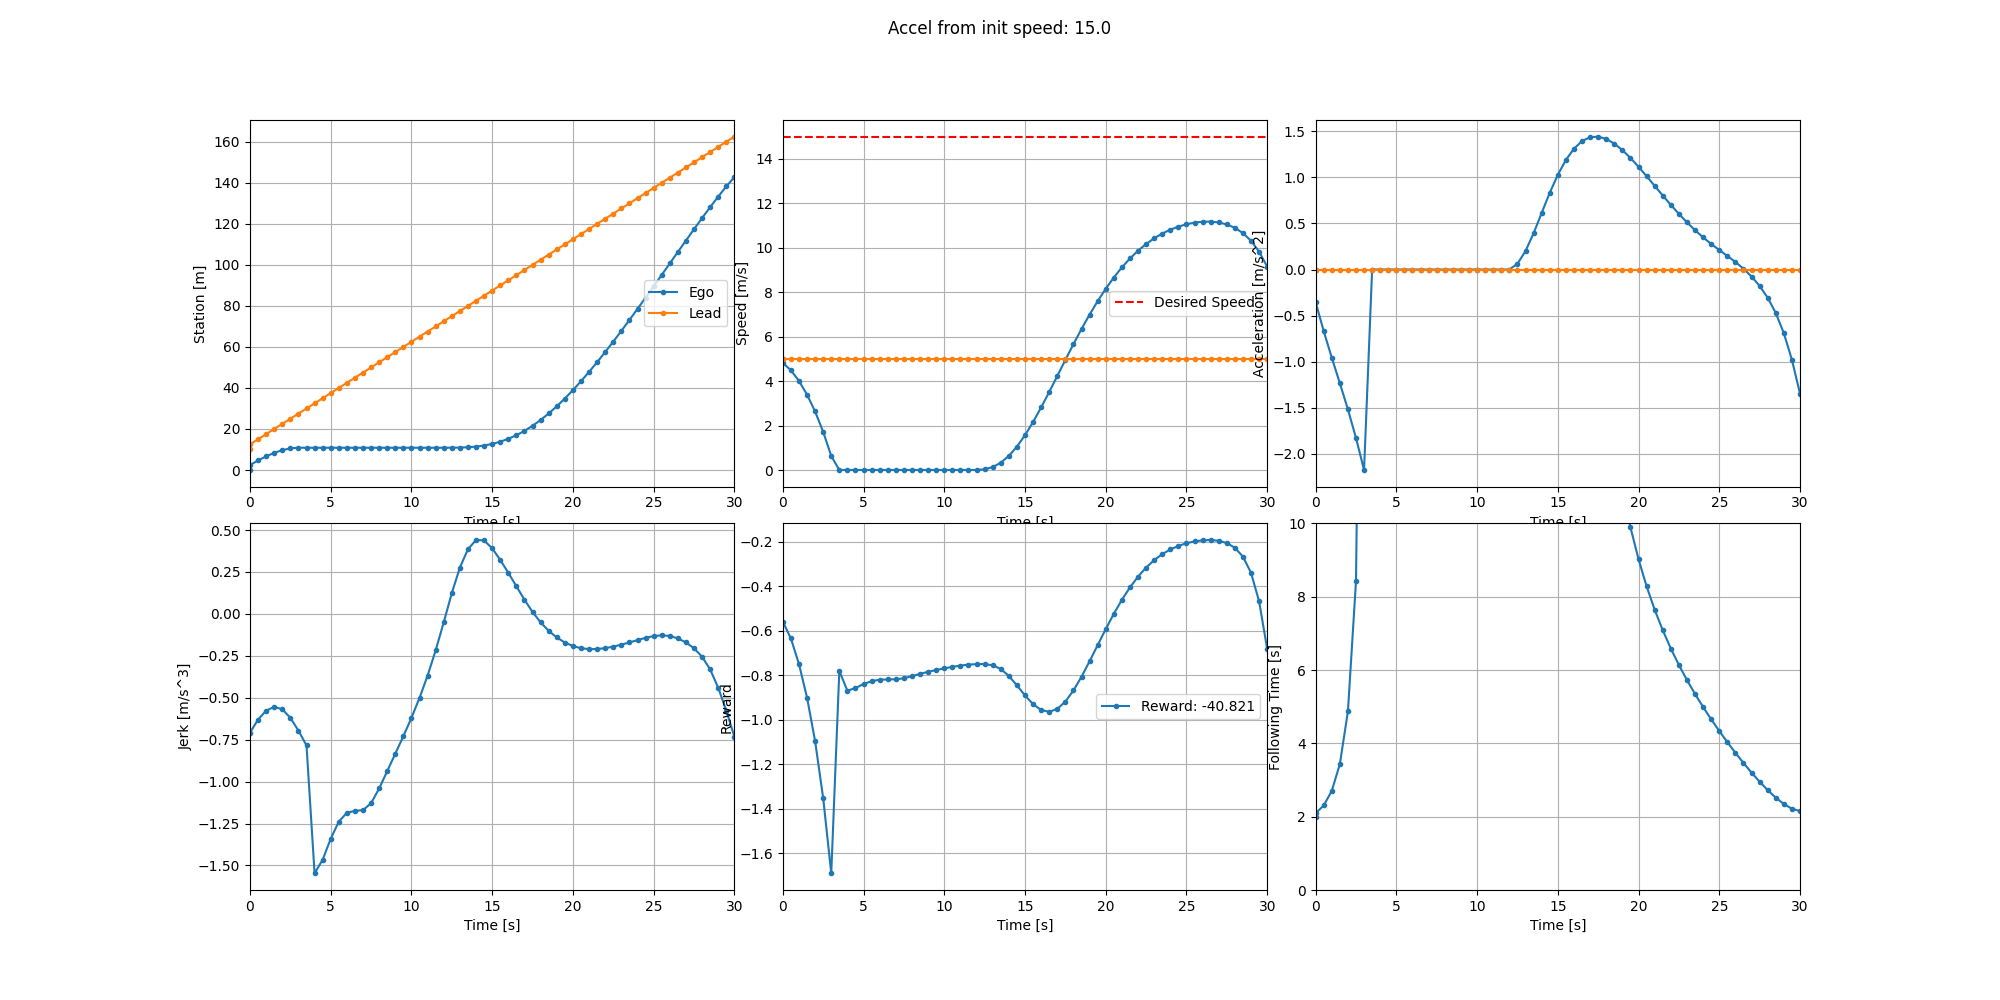 Accel from init speed: 15.0
160
140
120
100
80
60
40
20
0
Station [m]
Ego
Lead
0 5 10 15 20 25 30
Time [s]
14
12
10
8
6
4
2
0
Speed [m/s]
Desired Speed
0 5 10 15 20 25 30
Time [s]
1.5
1.0
0.5
0.0
−0.5
−1.0
−1.5
−2.0
Acceleration [m/s^2]
0 5 10 15 20 25 30
Time [s]
0.50
0.25
0.00
−0.25
−0.50
−0.75
−1.00
−1.25
−1.50
Jerk [m/s^3]
0 5 10 15 20 25 30
Time [s]
−0.2
−0.4
−0.6
−0.8
−1.0
−1.2
−1.4
−1.6
Reward
Reward: -40.821
0 5 10 15 20 25 30
Time [s]
10
8
6
4
2
0
Following Time [s]
0 5 10 15 20 25 30
Time [s]